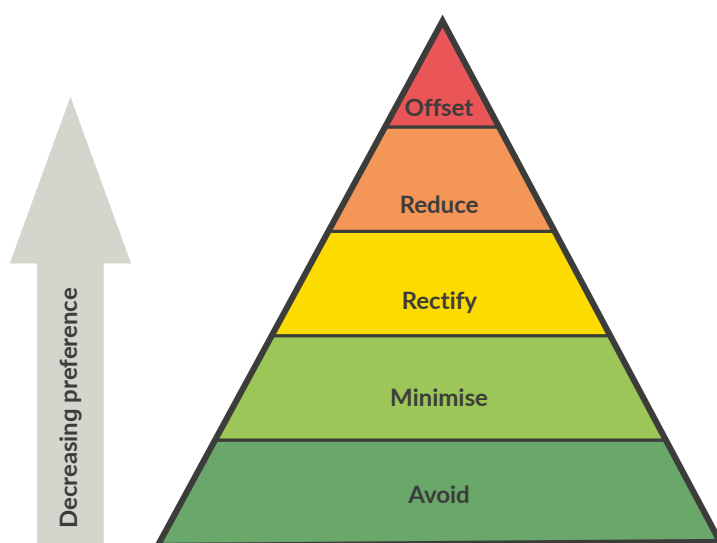 Offset
Reduce
Rectify
Minimise
Avoid
Decreasing preference